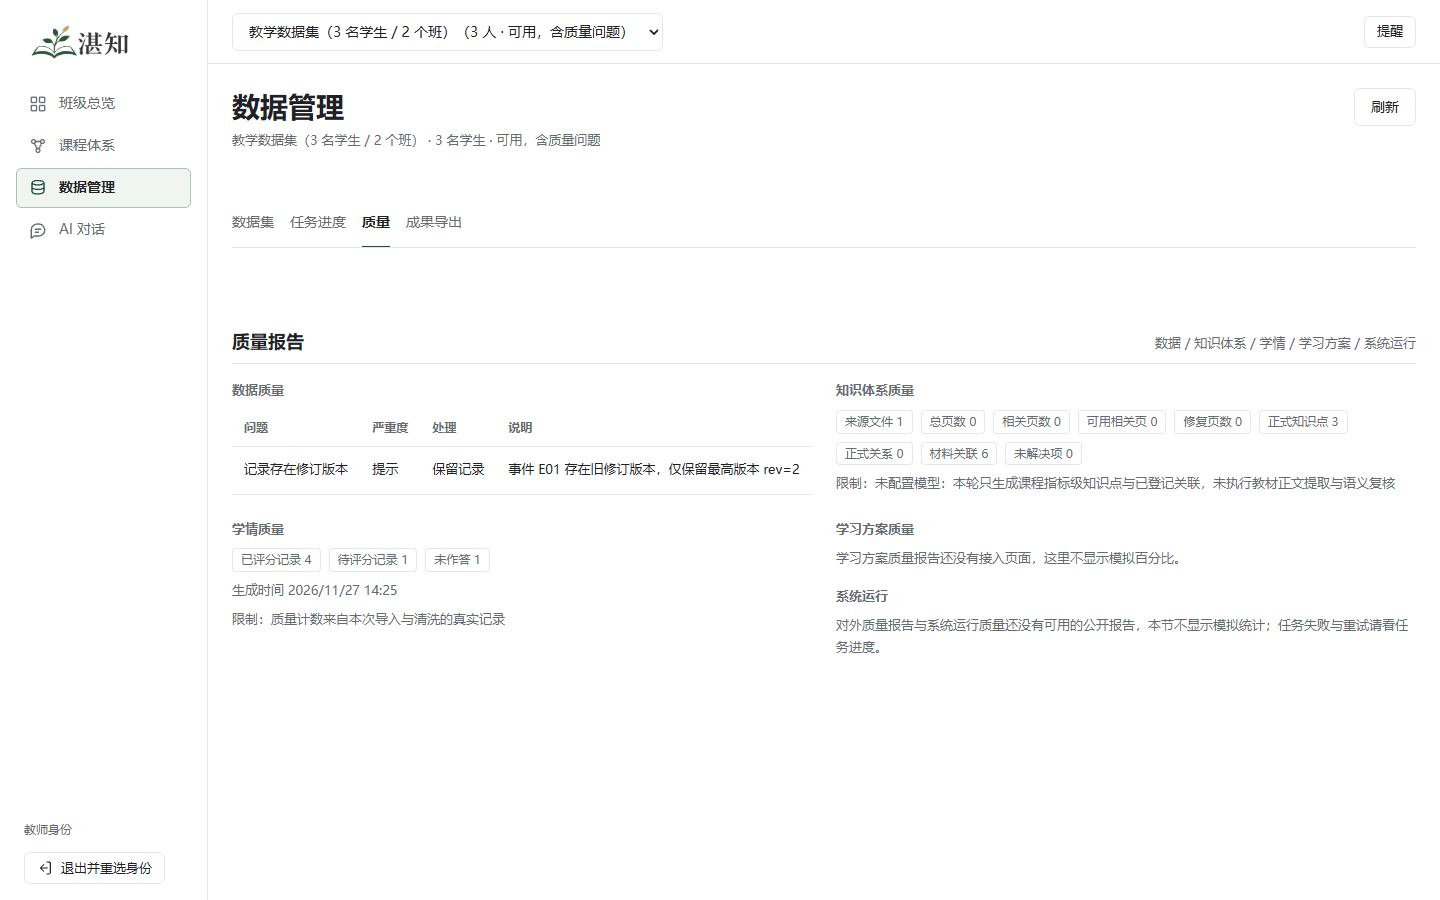 湛知
教学数据集（3 名学生 / 2 个班）（3 人 · 可用，含质量问题）
提醒
班级总览
课程体系
数据管理
AI 对话
数据管理
刷新
教学数据集（3 名学生 / 2 个班） · 3 名学生 · 可用，含质量问题
数据集 任务进度 质量 成果导出
质量报告
数据 / 知识体系 / 学情 / 学习方案 / 系统运行
数据质量
问题 严重度 处理 说明
记录存在修订版本 提示 保留记录 事件 E01 存在旧修订版本，仅保留最高版本 rev=2
知识体系质量
来源文件 1 总页数 0 相关页数 0 可用相关页 0 修复页数 0 正式知识点 3
正式关系 0 材料关联 6 未解决项 0
限制：未配置模型：本轮只生成课程指标级知识点与已登记关联，未执行教材正文提取与语义复核
学情质量
已评分记录 4 待评分记录 1 未作答 1
生成时间 2026/11/27 14:25
限制：质量计数来自本次导入与清洗的真实记录
学习方案质量
学习方案质量报告还没有接入页面，这里不显示模拟百分比。
系统运行
对外质量报告与系统运行质量还没有可用的公开报告，本节不显示模拟统计；任务失败与重试请看任
务进度。
教师身份
退出并重选身份